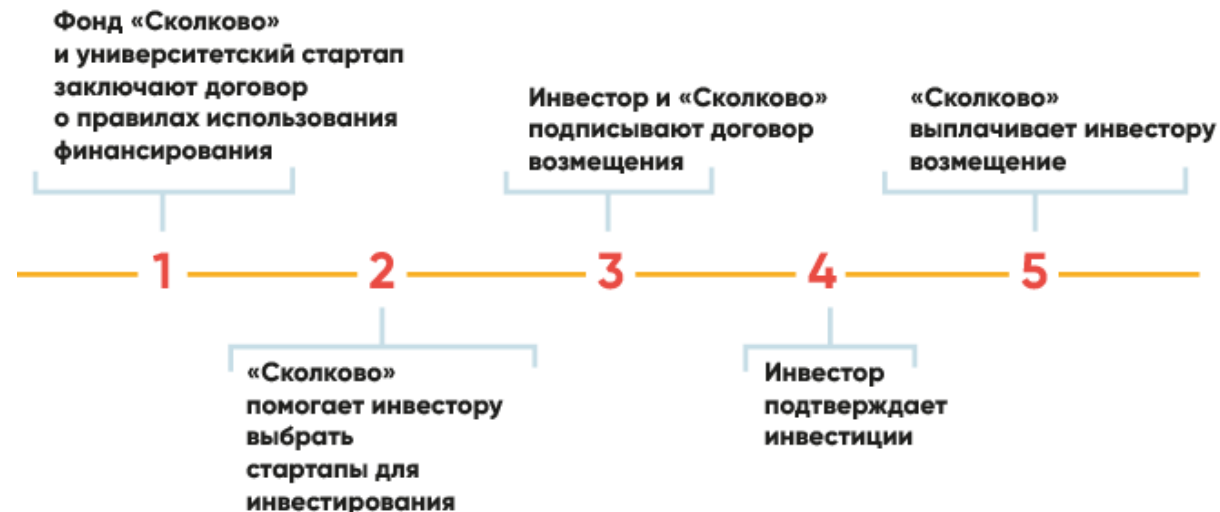 Фонд «Сколково»
и университетский стартап
заключают договор
о правилах использования
финансирования
Инвестор и «Сколково»
подписывают договор
возмещения
«Сколково»
выплачивает инвестору
возмещение
1
2
3
4
5
«Сколково»
помогает инвестору
выбрать
стартапы для
инвестирования
Инвестор
подтверждает
инвестиции